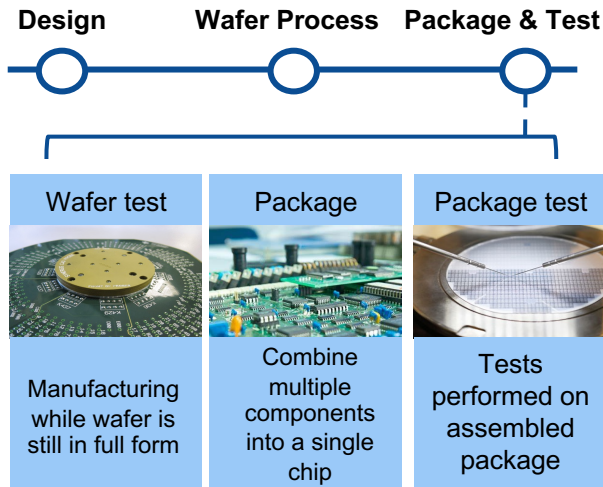 Design
Wafer Process
Package & Test
Wafer test
Package
Package test
Manufacturing
while wafer is
still in full form
Combine
multiple
components
into a single
chip
Tests
performed on
assembled
package